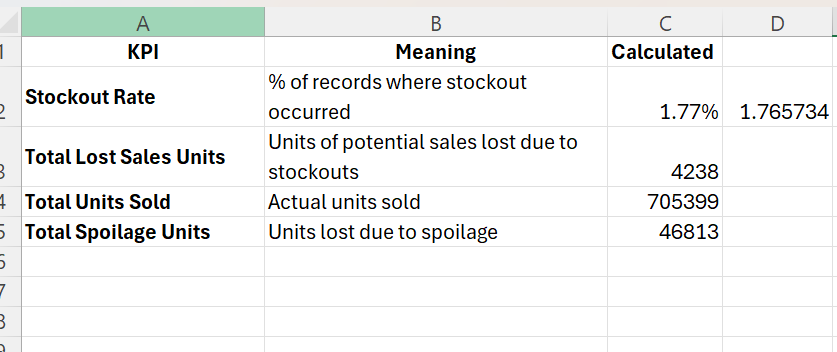 A B C D
1 KPI Meaning Calculated
% of records where stockout
2 Stockout Rate occurred 1.77% 1.765734
Units of potential sales lost due to
3 Total Lost Sales Units stockouts 4238
4 Total Units Sold Actual units sold 705399
5 Total Spoilage Units Units lost due to spoilage 46813
6
7
8
9